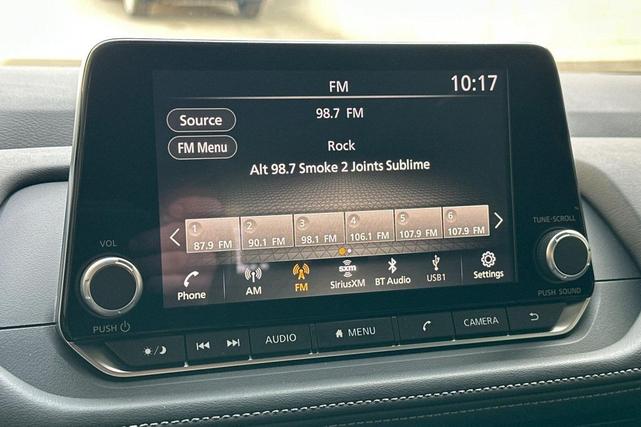 FM 10:17
Source 98.7 FM
FM Menu Rock
Alt 98.7 Smoke 2 Joints Sublime
1 2 3 4 5 6
87.9 FM 90.1 FM 98.1 FM 106.1 FM 107.9 FM 107.9 FM
Phone AM FM sxm SiriusXM BT Audio USB1 Settings
VOL
PUSH
TUNE·SCROLL
PUSH SOUND
AUDIO MENU CAMERA